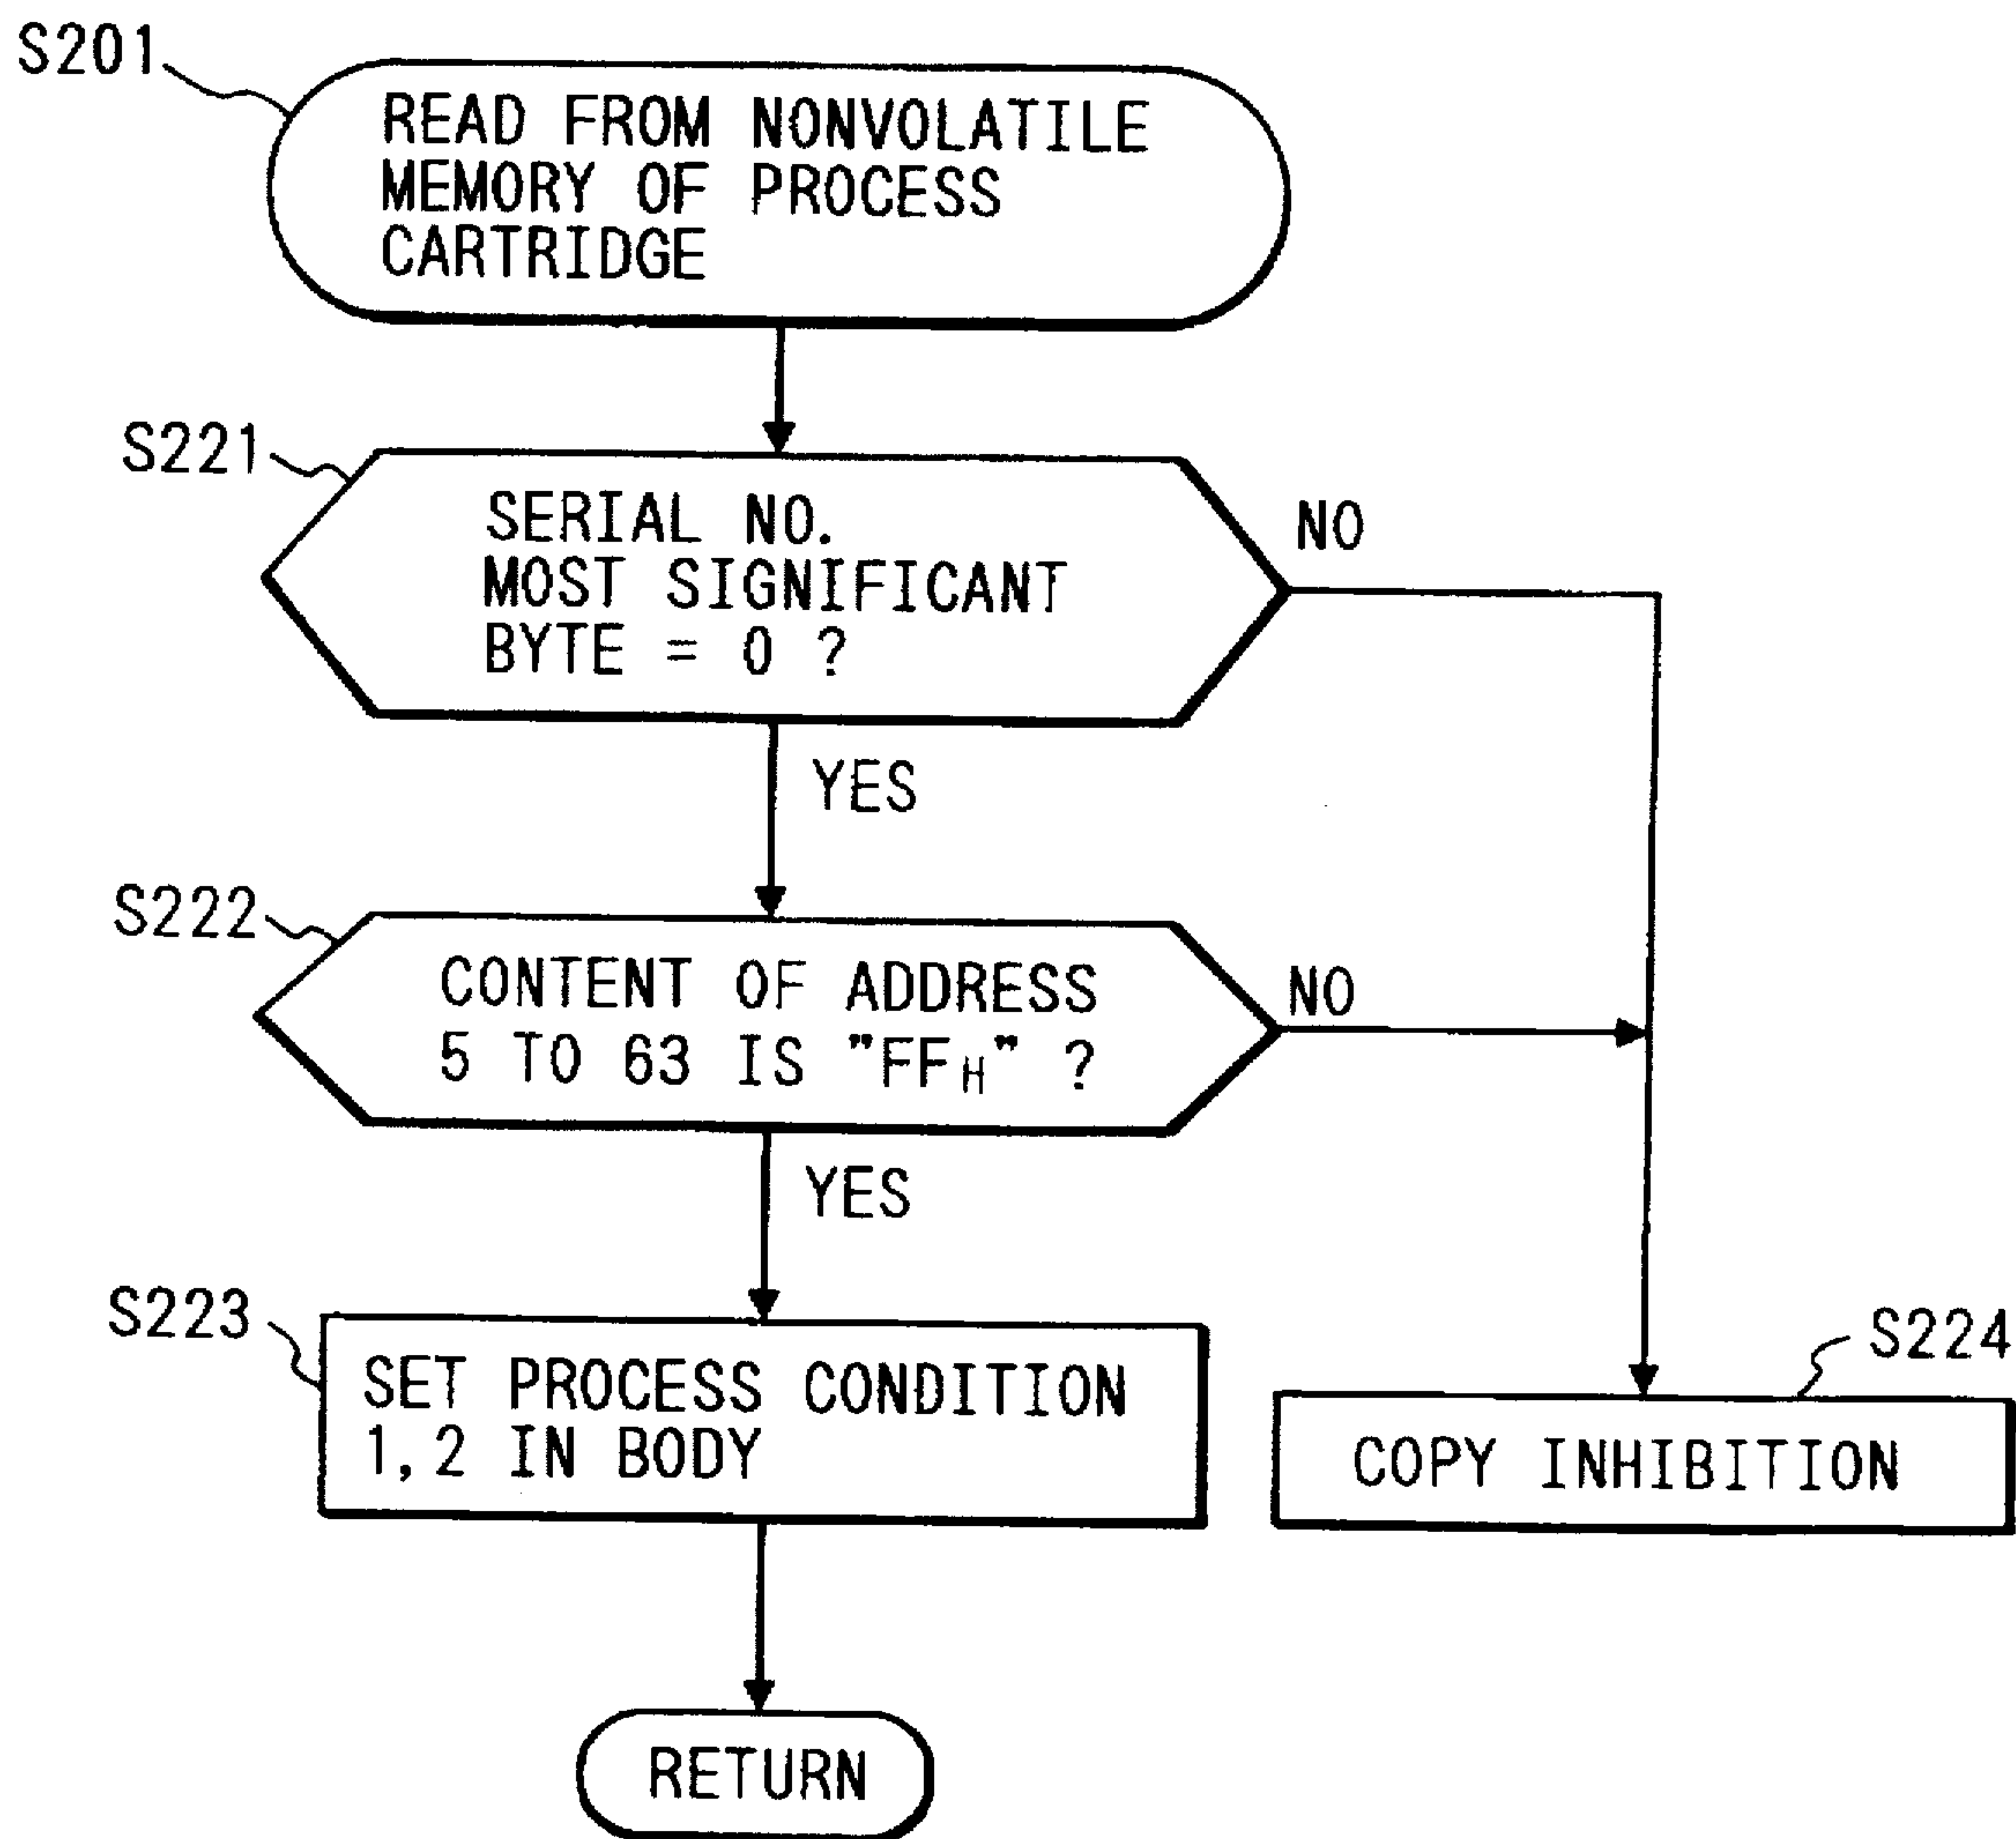 S201
READ FROM NONVOLATILE
MEMORY OF PROCESS
CARTRIDGE
S221
SERIAL NO.
MOST SIGNIFICANT
BYTE = 0 ?
NO
YES
S222
CONTENT OF ADDRESS
5 TO 63 IS "FFH" ?
NO
YES
S223
SET PROCESS CONDITION
1,2 IN BODY
S224
COPY INHIBITION
RETURN